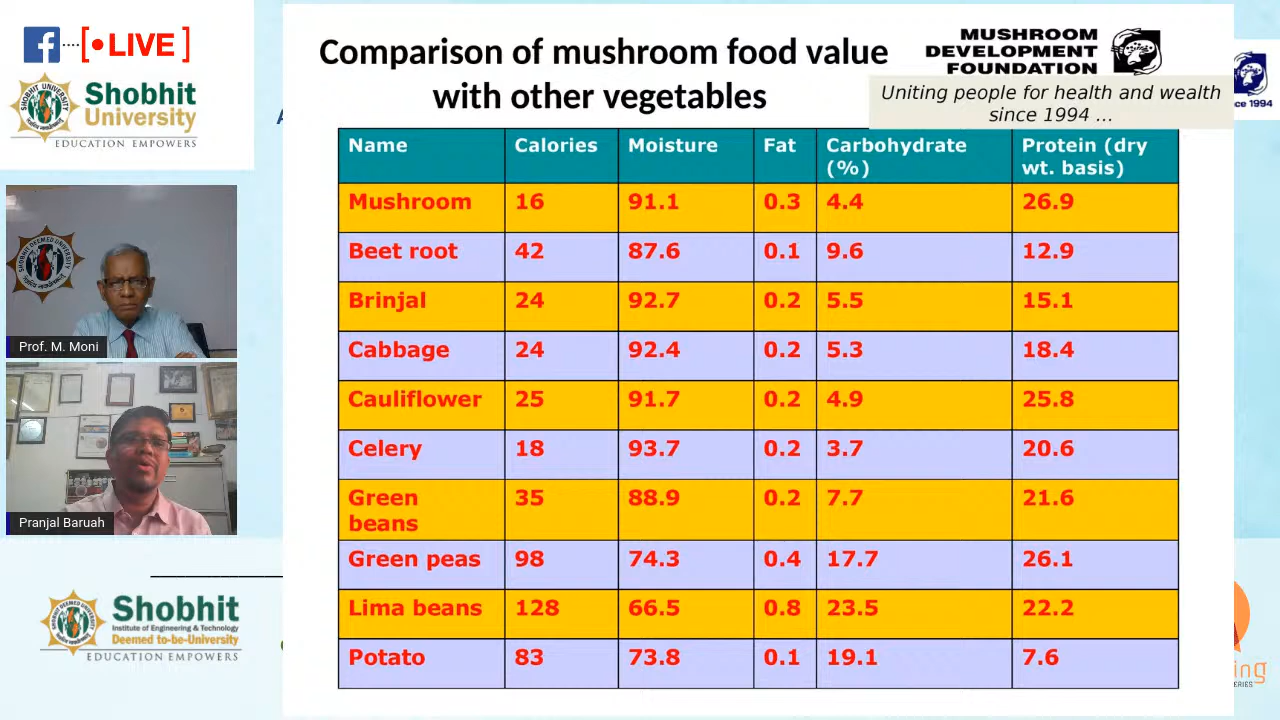 [• LIVE]
Shobhit
University
EDUCATION EMPOWERS
Comparison of mushroom food value
with other vegetables
MUSHROOM
DEVELOPMENT
FOUNDATION
Uniting people for health and wealth
since 1994 ...
ce 1994
Name Calories Moisture Fat Carbohydrate (%) Protein (dry wt. basis)
Mushroom 16 91.1 0.3 4.4 26.9
Beet root 42 87.6 0.1 9.6 12.9
Brinjal 24 92.7 0.2 5.5 15.1
Cabbage 24 92.4 0.2 5.3 18.4
Cauliflower 25 91.7 0.2 4.9 25.8
Celery 18 93.7 0.2 3.7 20.6
Green beans 35 88.9 0.2 7.7 21.6
Green peas 98 74.3 0.4 17.7 26.1
Lima beans 128 66.5 0.8 23.5 22.2
Potato 83 73.8 0.1 19.1 7.6
Prof. M. Moni
Pranjal Baruah
Shobhit
Institute of Engineering & Technology
Deemed to-be-University
EDUCATION EMPOWERS
ing
ERIES